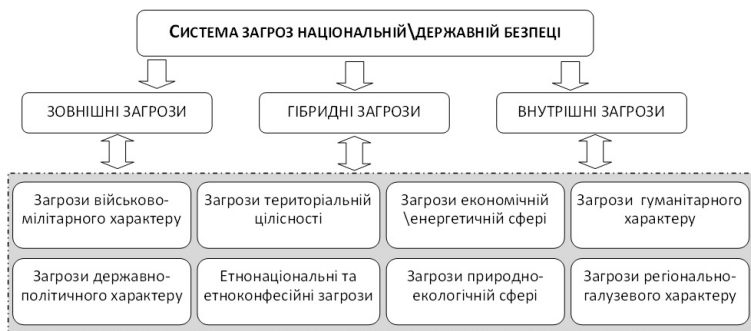 СИСТЕМА ЗАГРОЗ НАЦІОНАЛЬНІЙ\ДЕРЖАВНІЙ БЕЗПЕЦІ
ЗОВНІШНІ ЗАГРОЗИ
ГІБРИДНІ ЗАГРОЗИ
ВНУТРІШНІ ЗАГРОЗИ
Загрози військово-
мілітарного характеру
Загрози територіальній
цілісності
Загрози економічній
\енергетичній сфері
Загрози гуманітарного
характеру
Загрози державно-
політичного характеру
Етнонаціональні та
етноконфесійні загрози
Загрози природно-
екологічній сфері
Загрози регіонально-
галузевого характеру